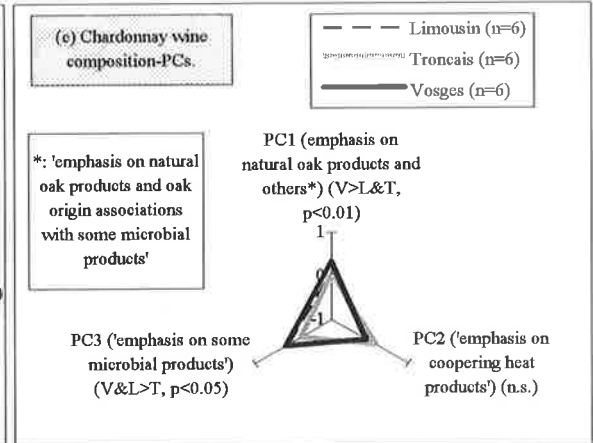 (c) Chardonnay wine
composition-PCs.
Limousin (n=6)
Troncais (n=6)
Vosges (n=6)
*: 'emphasis on natural
oak products and oak
origin associations
with some microbial
products'
PC1 (emphasis on
natural oak products and
others*) (V>L&T,
p<0.01)
1
0
-1
PC3 ('emphasis on some
microbial products')
(V&L>T, p<0.05)
PC2 ('emphasis on
coopering heat
products') (n.s.)